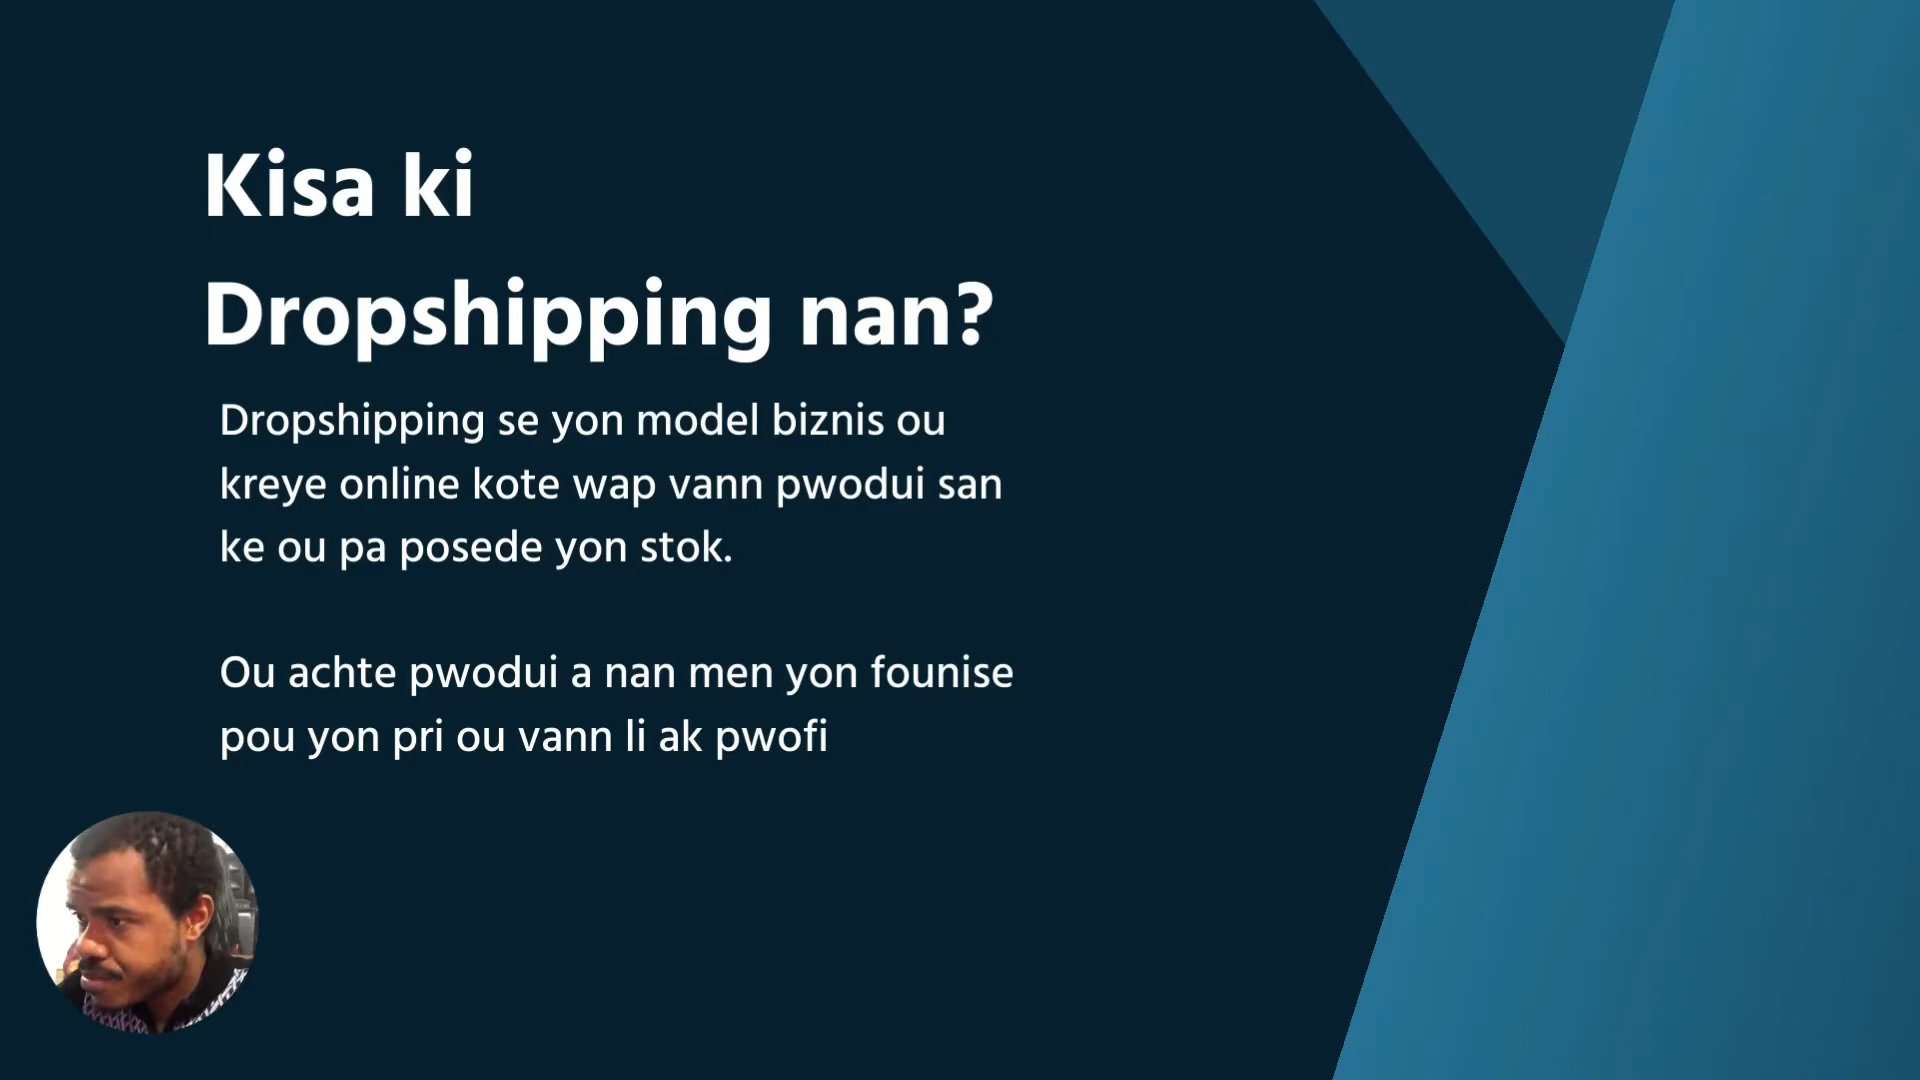 Kisa ki
Dropshipping nan?
Dropshipping se yon model biznis ou
kreye online kote wap vann pwodui san
ke ou pa posede yon stok.
Ou achte pwodui a nan men yon founise
pou yon pri ou vann li ak pwofi